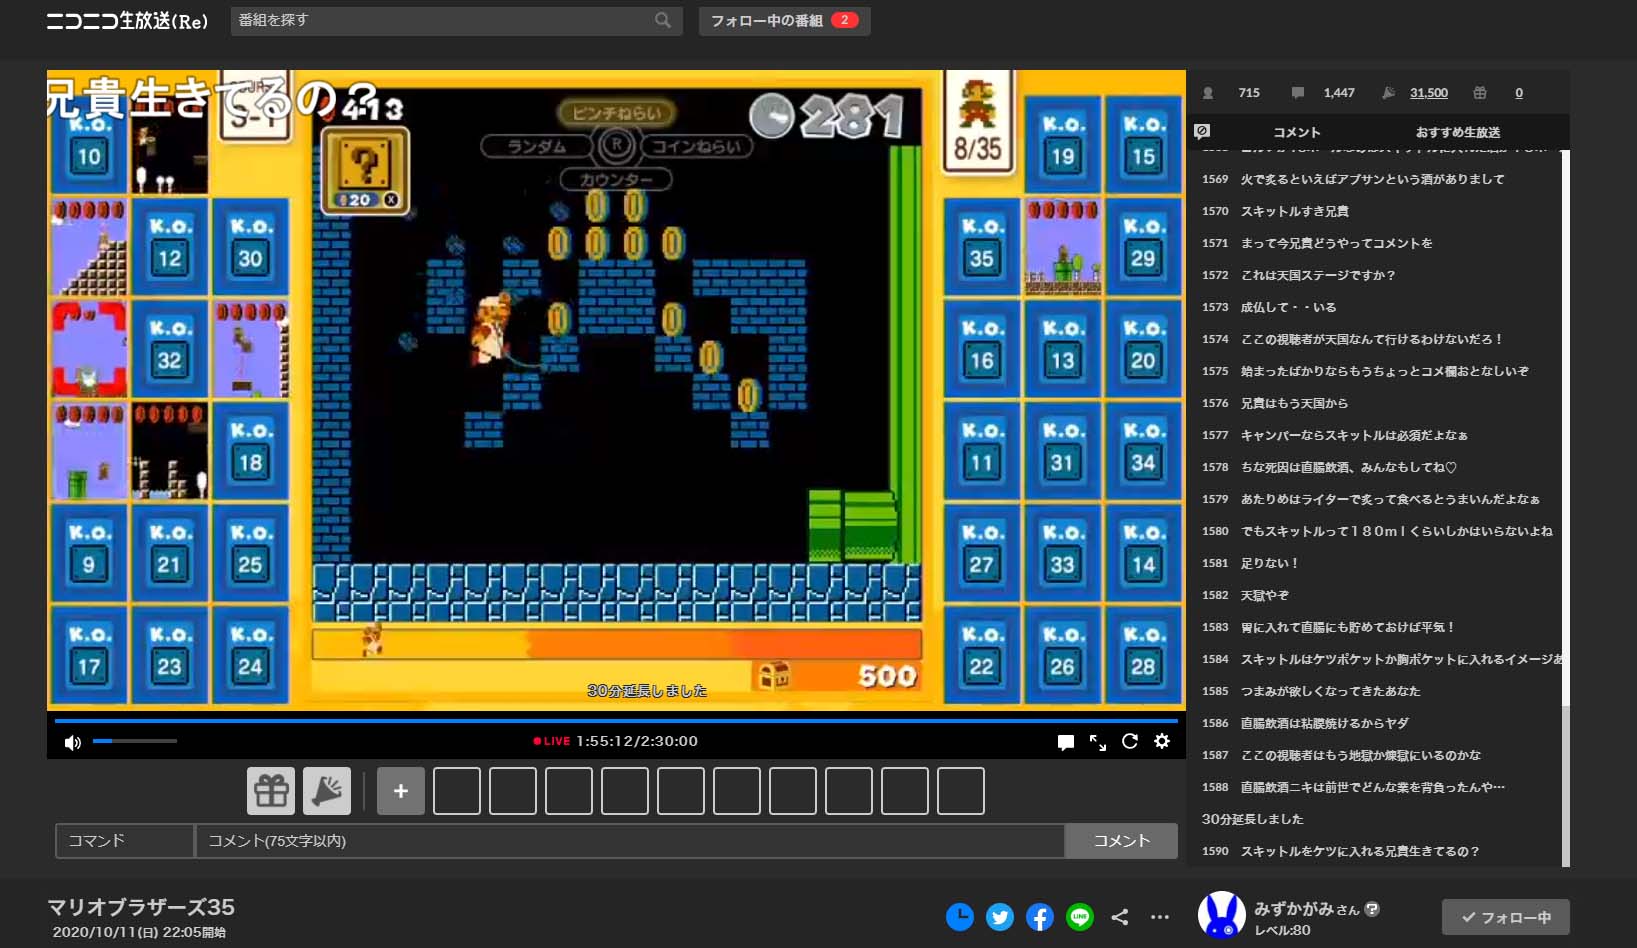 ニコニコ生放送(Re)
番組を探す
フォロー中の番組 2
兄貴生きてるの？
413
ピンチねらい
ランダム R コインねらい
カウンター
20 X
281
S-1
8/35
K.O. 10
K.O. 12
K.O. 30
K.O. 32
K.O. 18
K.O. 9
K.O. 21
K.O. 25
K.O. 17
K.O. 23
K.O. 24
K.O. 19
K.O. 15
K.O. 35
K.O. 29
K.O. 16
K.O. 13
K.O. 20
K.O. 11
K.O. 31
K.O. 34
K.O. 27
K.O. 33
K.O. 14
K.O. 22
K.O. 26
K.O. 28
500
30分延長しました
LIVE 1:55:12/2:30:00
+
コマンド
コメント(75文字以内)
コメント
715 1,447 31,500 0
コメント おすすめ生放送
1569 火で炙るといえばアブサンという酒がありまして
1570 スキットルすき兄貴
1571 まって今兄貴どうやってコメントを
1572 これは天国ステージですか？
1573 成仏して・・いる
1574 ここの視聴者が天国なんて行けるわけないだろ！
1575 始まったばかりならもうちょっとコメ欄おとなしいぞ
1576 兄貴はもう天国から
1577 キャンパーならスキットルは必須だよなぁ
1578 ちな死因は直腸飲酒、みんなもしてね♡
1579 あたりめはライターで炙って食べるとうまいんだよなぁ
1580 でもスキットルって１８０ｍｌくらいしかはいらないよね
1581 足りない！
1582 天獄やぞ
1583 胃に入れて直腸にも貯めておけば平気！
1584 スキットルはケツポケットか胸ポケットに入れるイメージあ
1585 つまみが欲しくなってきたあなた
1586 直腸飲酒は粘膜焼けるからヤダ
1587 ここの視聴者はもう地獄か煉獄にいるのかな
1588 直腸飲酒ニキは前世でどんな業を背負ったんや…
30分延長しました
1590 スキットルをケツに入れる兄貴生きてるの？
マリオブラザーズ35
2020/10/11(日) 22:05開始
LINE
みずかがみさん ?
レベル:80
フォロー中